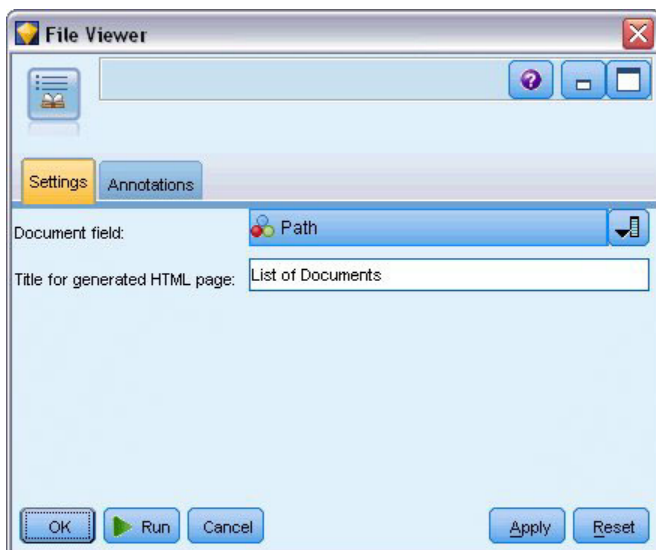 File Viewer
?
Settings Annotations
Document field: Path
Title for generated HTML page: List of Documents
OK Run Cancel Apply Reset